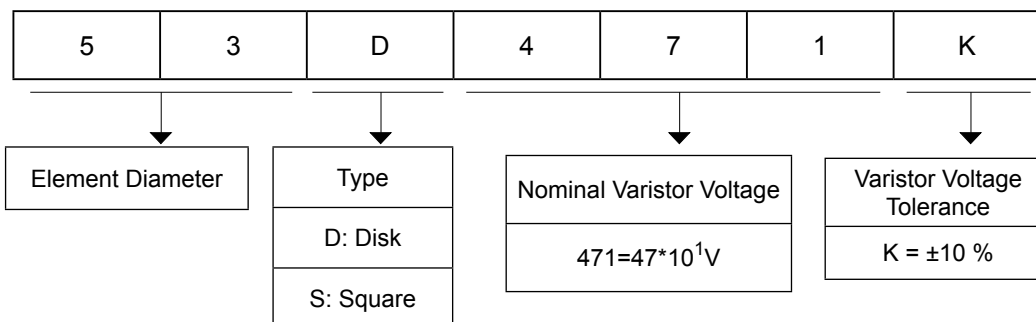 5 3 D 4 7 1 K
Element Diameter
Type
D: Disk
S: Square
Nominal Varistor Voltage
471=47*10¹V
Varistor Voltage
Tolerance
K = ±10 %